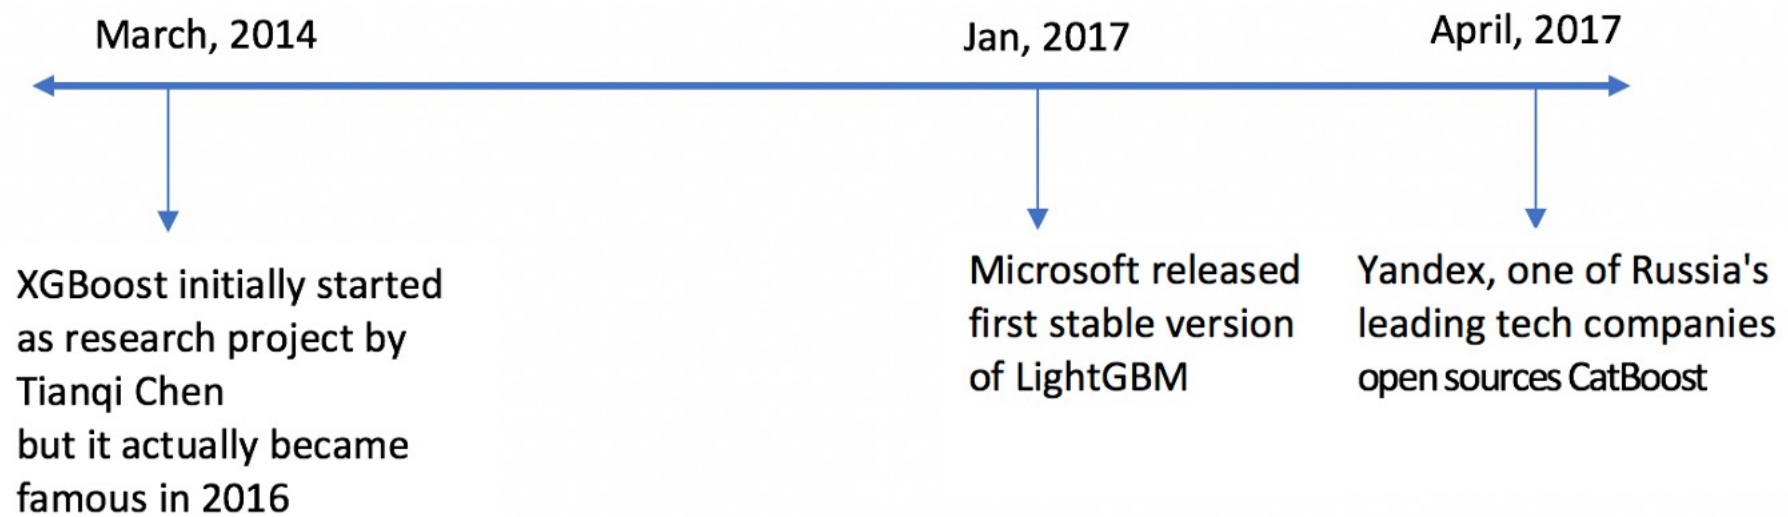 March, 2014
Jan, 2017
April, 2017
XGBoost initially started
as research project by
Tianqi Chen
but it actually became
famous in 2016
Microsoft released
first stable version
of LightGBM
Yandex, one of Russia's
leading tech companies
open sources CatBoost